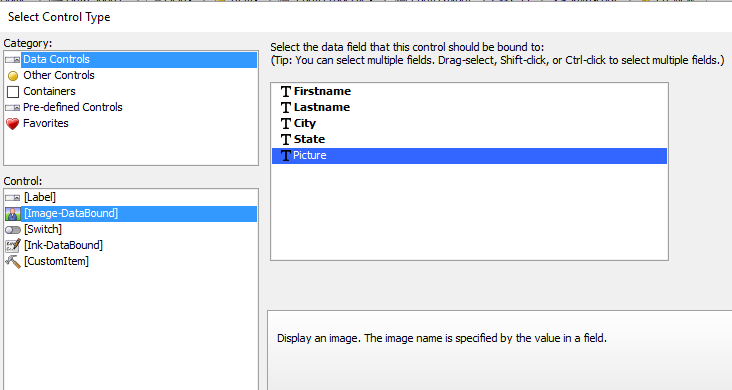 Select Control Type
Category:
Data Controls
Other Controls
Containers
Pre-defined Controls
Favorites
Control:
[Label]
[Image-DataBound]
[Switch]
[Ink-DataBound]
[CustomItem]
Select the data field that this control should be bound to:
(Tip: You can select multiple fields. Drag-select, Shift-click, or Ctrl-click to select multiple fields.)
Firstname
Lastname
City
State
Picture
Display an image. The image name is specified by the value in a field.